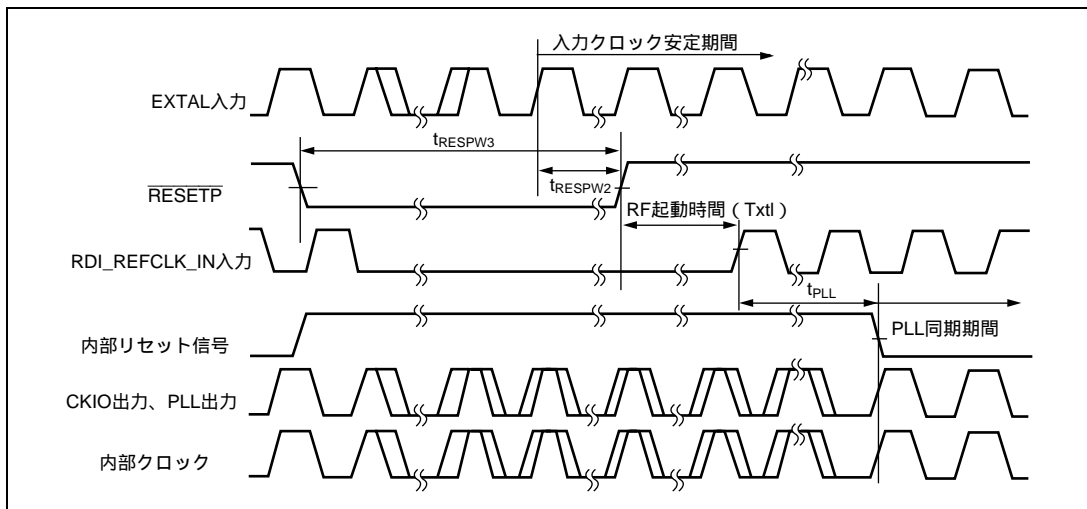 入力クロック安定期間
EXTAL入力
tRESPW3
tRESPW2
RESETP
RF起動時間（Txtl）
RDI_REFCLK_IN入力
tPLL
PLL同期期間
内部リセット信号
CKIO出力、PLL出力
内部クロック